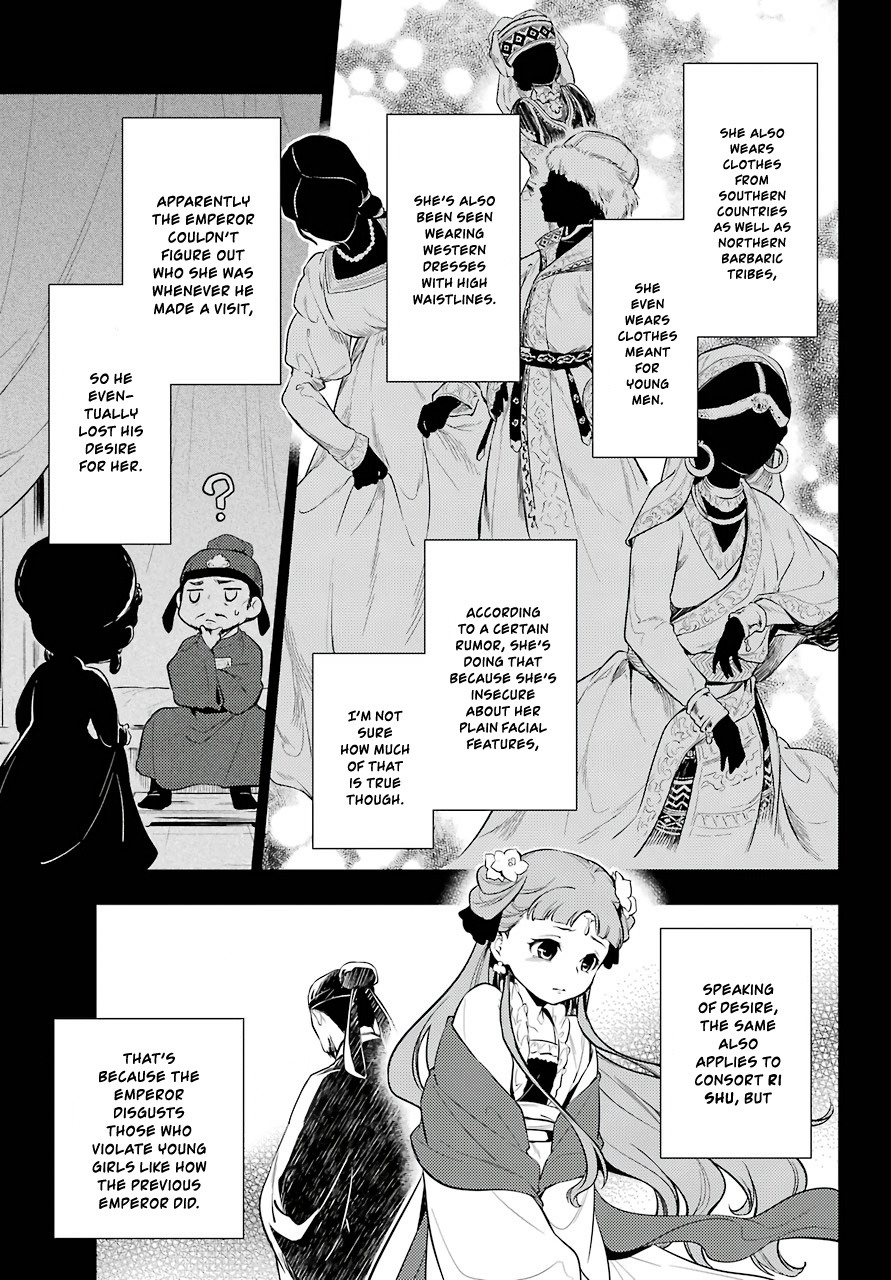 SHE ALSO
WEARS
CLOTHES
FROM
SOUTHERN
COUNTRIES
AS WELL AS
NORTHERN
BARBARIC
TRIBES,
SHE
EVEN
WEARS
CLOTHES
MEANT
FOR
YOUNG
MEN.
SHE'S ALSO
BEEN SEEN
WEARING
WESTERN
DRESSES
WITH HIGH
WAISTLINES.
ACCORDING
TO A CERTAIN
RUMOR, SHE'S
DOING THAT
BECAUSE SHE'S
INSECURE
ABOUT HER
PLAIN FACIAL
FEATURES,
I'M NOT
SURE
HOW MUCH
OF THAT
IS TRUE
THOUGH.
APPARENTLY
THE EMPEROR
COULDN'T
FIGURE OUT
WHO SHE WAS
WHENEVER HE
MADE A VISIT,
SO HE
EVEN-
TUALLY
LOST HIS
DESIRE
FOR HER.
?
SPEAKING
OF DESIRE,
THE SAME
ALSO
APPLIES TO
CONSORT RI
SHU, BUT
THAT'S
BECAUSE THE
EMPEROR
DISGUSTS
THOSE WHO
VIOLATE YOUNG
GIRLS LIKE HOW
THE PREVIOUS
EMPEROR DID.